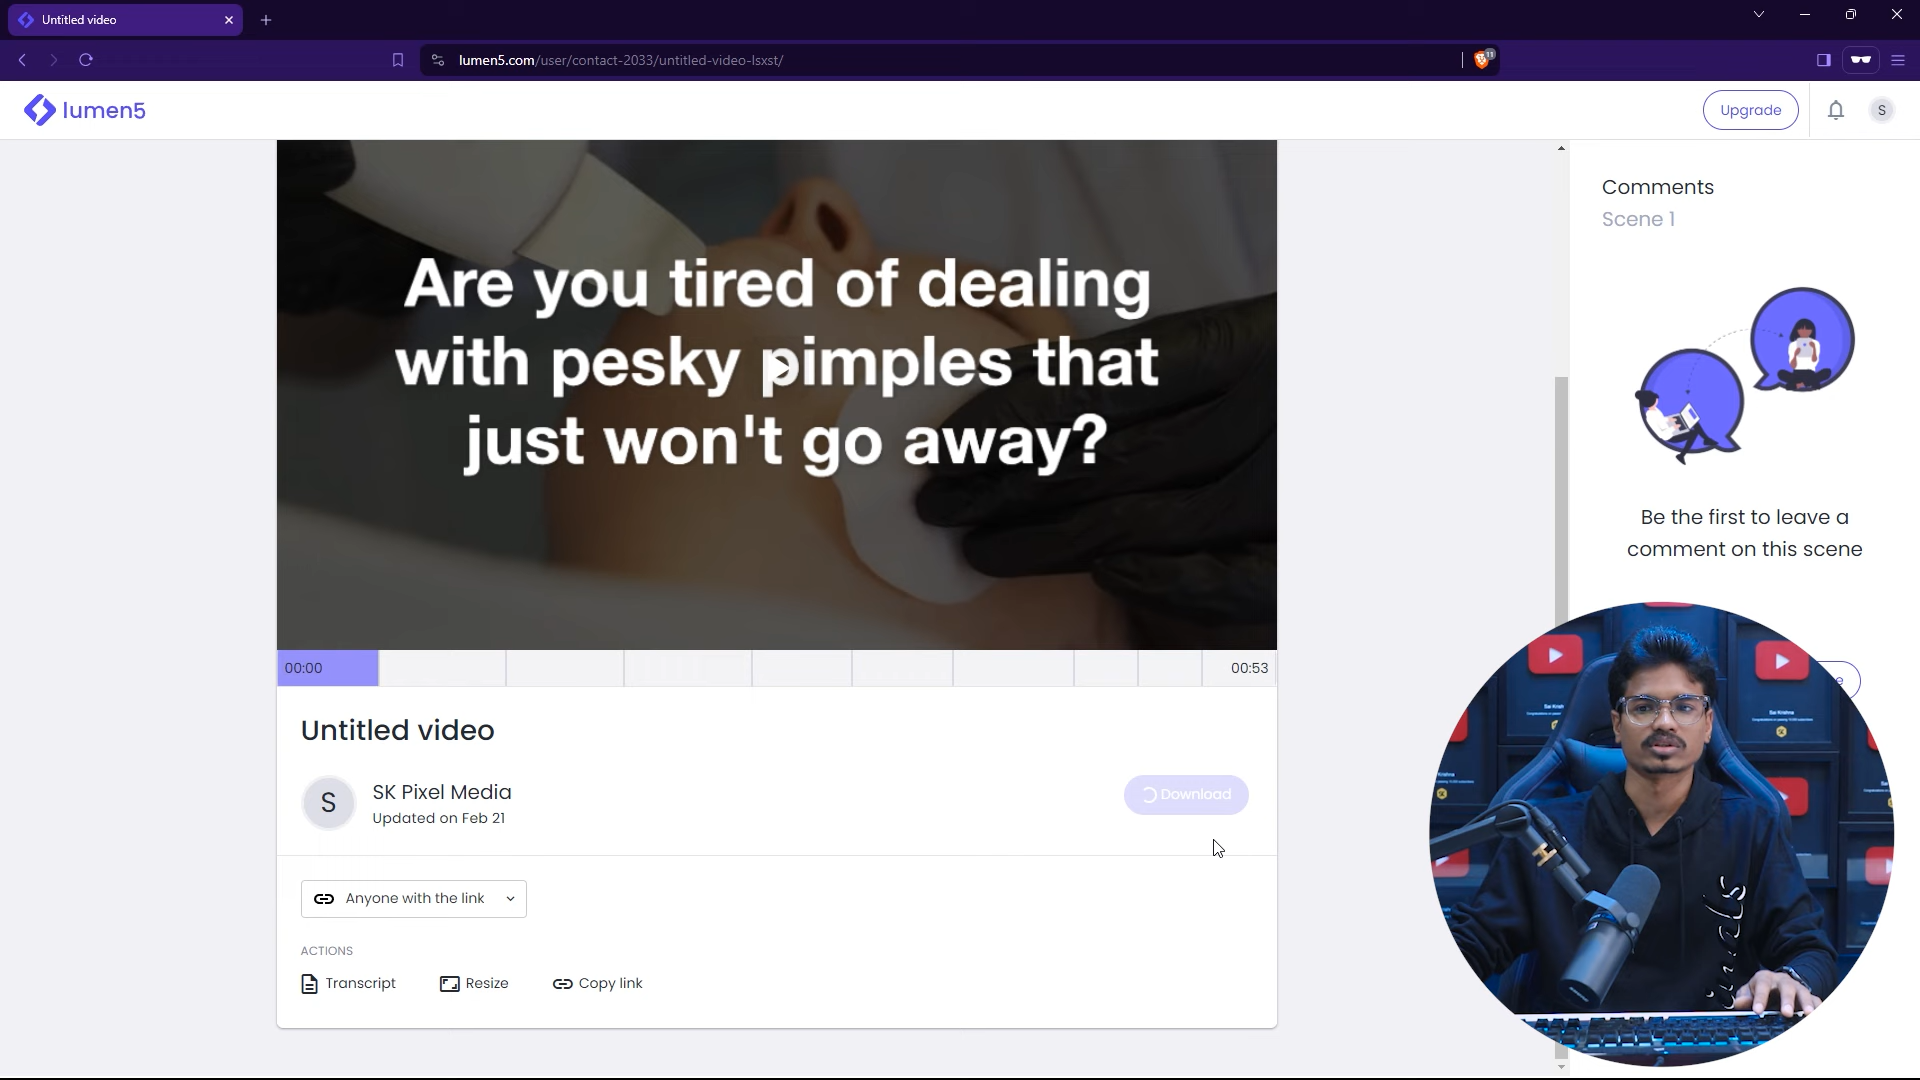 Untitled video
lumen5.com/user/contact-2033/untitled-video-lsxst/
11
lumen5
Upgrade
S
Are you tired of dealing
with pesky pimples that
just won't go away?
00:00
00:53
Untitled video
S
SK Pixel Media
Updated on Feb 21
Download
Anyone with the link
ACTIONS
Transcript
Resize
Copy link
Comments
Scene 1
Be the first to leave a
comment on this scene
e
Sai Krishna